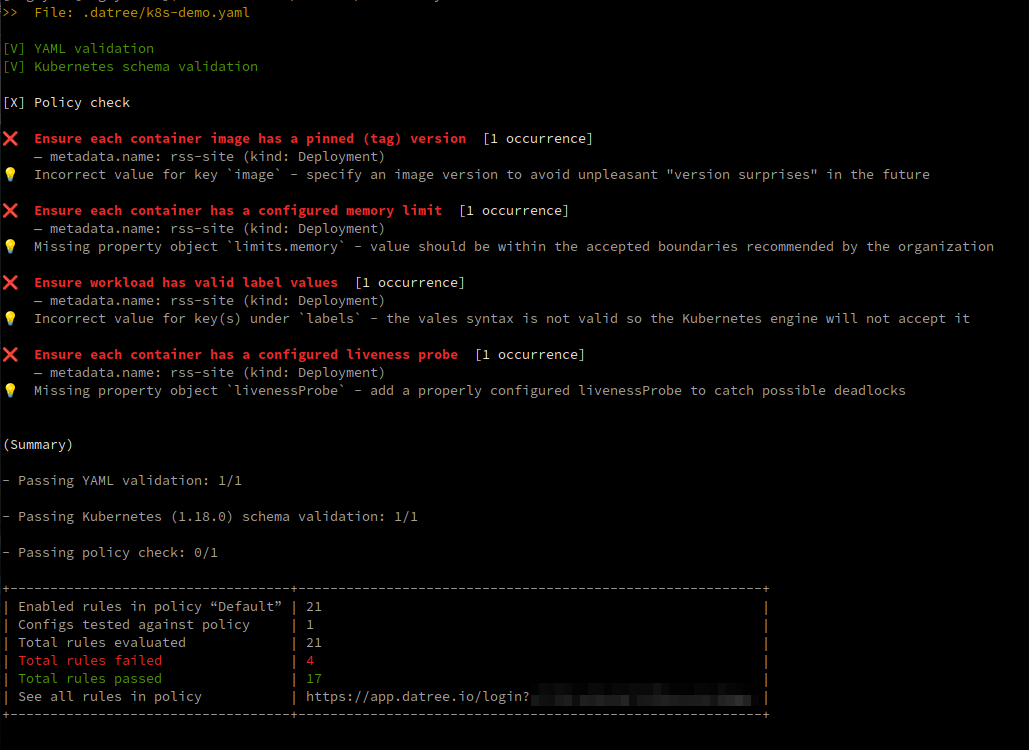 >>  File: .datree/k8s-demo.yaml
[V] YAML validation
[V] Kubernetes schema validation
[X] Policy check
❌  Ensure each container image has a pinned (tag) version  [1 occurrence]
    — metadata.name: rss-site (kind: Deployment)
💡  Incorrect value for key `image` - specify an image version to avoid unpleasant "version surprises" in the future
❌  Ensure each container has a configured memory limit  [1 occurrence]
    — metadata.name: rss-site (kind: Deployment)
💡  Missing property object `limits.memory` - value should be within the accepted boundaries recommended by the organization
❌  Ensure workload has valid label values  [1 occurrence]
    — metadata.name: rss-site (kind: Deployment)
💡  Incorrect value for key(s) under `labels` - the vales syntax is not valid so the Kubernetes engine will not accept it
❌  Ensure each container has a configured liveness probe  [1 occurrence]
    — metadata.name: rss-site (kind: Deployment)
💡  Missing property object `livenessProbe` - add a properly configured livenessProbe to catch possible deadlocks
(Summary)
- Passing YAML validation: 1/1
- Passing Kubernetes (1.18.0) schema validation: 1/1
- Passing policy check: 0/1
+-----------------------------------+-----------------------------------------------------------+
| Enabled rules in policy “Default” | 21 |
| Configs tested against policy | 1 |
| Total rules evaluated | 21 |
| Total rules failed | 4 |
| Total rules passed | 17 |
| See all rules in policy | https://app.datree.io/login? |
+-----------------------------------+-----------------------------------------------------------+